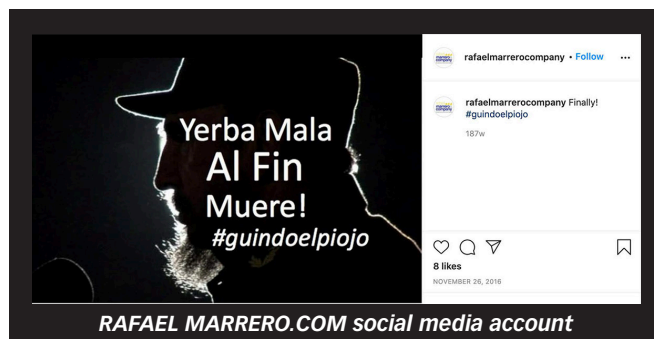 Yerba Mala
Al Fin
Muere!
#guindoelpiojo
rafaelmarrerocompany • Follow
rafaelmarrerocompany Finally!
#guindoelpiojo
187w
8 likes
NOVEMBER 26, 2016
RAFAEL MARRERO.COM social media account